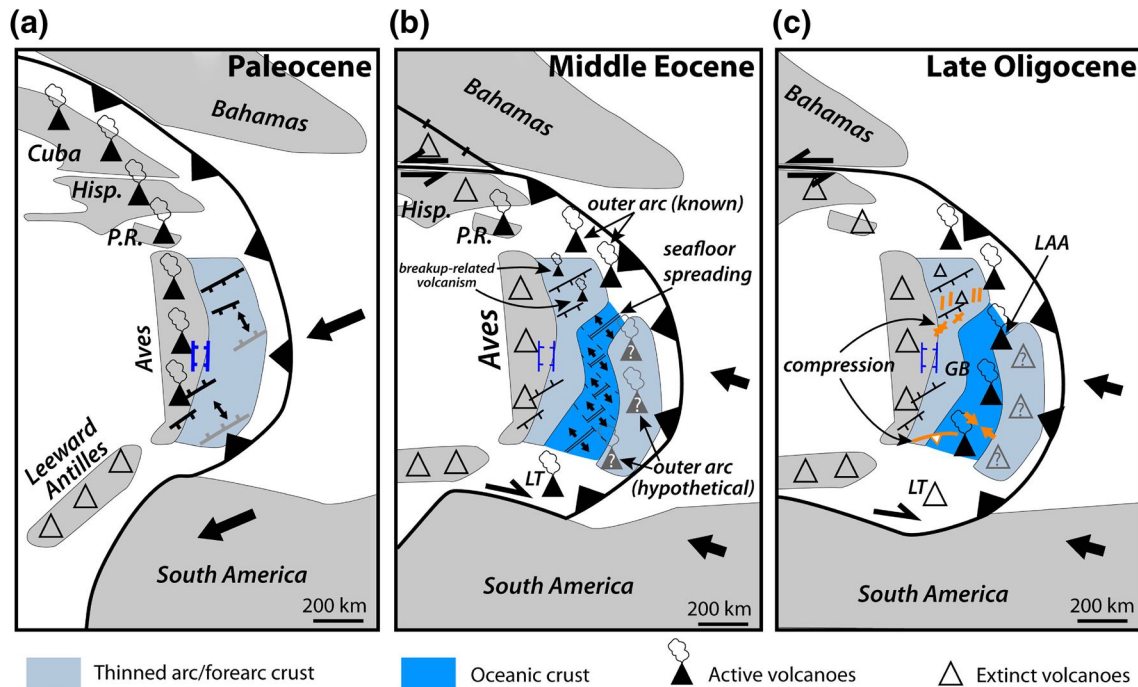 (a)
Paleocene
Bahamas
Cuba
Hisp.
P.R.
Aves
Leeward
Antilles
South America
200 km
(b)
Middle Eocene
Bahamas
Hisp.
P.R.
outer arc (known)
seafloor
spreading
breakup-related
volcanism
Aves
?
?
?
LT
outer arc
(hypothetical)
South America
200 km
(c)
Late Oligocene
Bahamas
LAA
compression
GB
?
?
?
LT
South America
200 km
Thinned arc/forearc crust
Oceanic crust
Active volcanoes
Extinct volcanoes